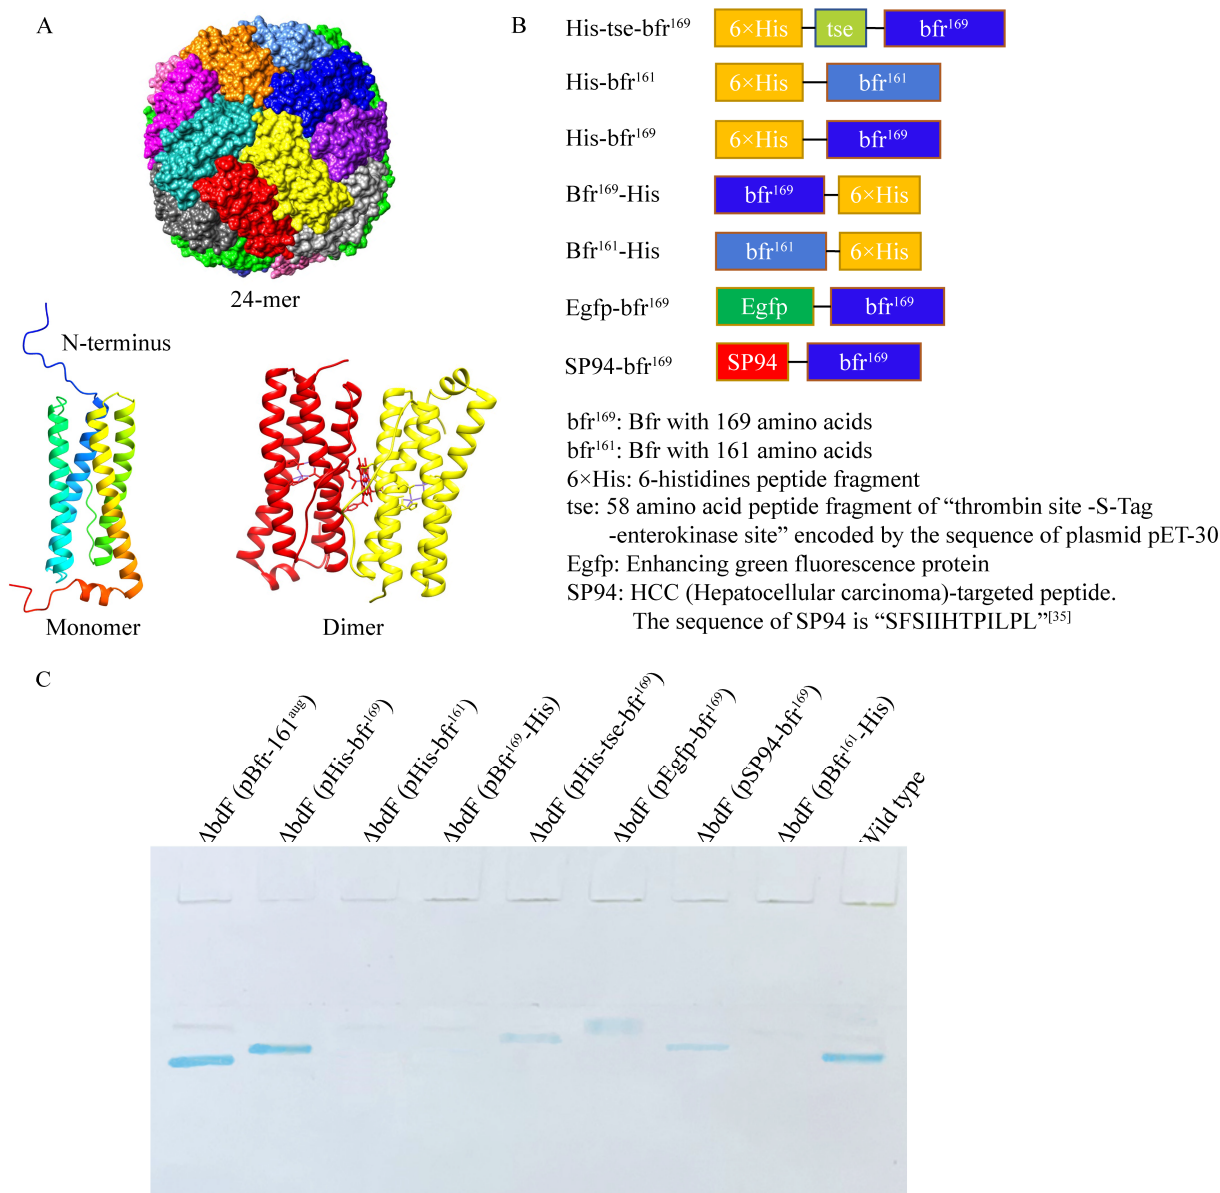 A
24-mer
N-terminus
Monomer
Dimer
B
His-tse-bfr¹⁶⁹ 6×His tse bfr¹⁶⁹
His-bfr¹⁶¹ 6×His bfr¹⁶¹
His-bfr¹⁶⁹ 6×His bfr¹⁶⁹
Bfr¹⁶⁹-His bfr¹⁶⁹ 6×His
Bfr¹⁶¹-His bfr¹⁶¹ 6×His
Egfp-bfr¹⁶⁹ Egfp bfr¹⁶⁹
SP94-bfr¹⁶⁹ SP94 bfr¹⁶⁹
bfr¹⁶⁹: Bfr with 169 amino acids
bfr¹⁶¹: Bfr with 161 amino acids
6×His: 6-histidines peptide fragment
tse: 58 amino acid peptide fragment of “thrombin site -S-Tag
-enterokinase site” encoded by the sequence of plasmid pET-30
Egfp: Enhancing green fluorescence protein
SP94: HCC (Hepatocellular carcinoma)-targeted peptide.
The sequence of SP94 is “SFSIIHTPILPL”[35]
C
ΔbdF (pBfr-161ᵃᵘᵍ)
ΔbdF (pHis-bfr¹⁶⁹)
ΔbdF (pHis-bfr¹⁶¹)
ΔbdF (pBfr¹⁶⁹-His)
ΔbdF (pHis-tse-bfr¹⁶⁹)
ΔbdF (pEgfp-bfr¹⁶⁹)
ΔbdF (pSP94-bfr¹⁶⁹)
ΔbdF (pBfr¹⁶¹-His)
Wild type